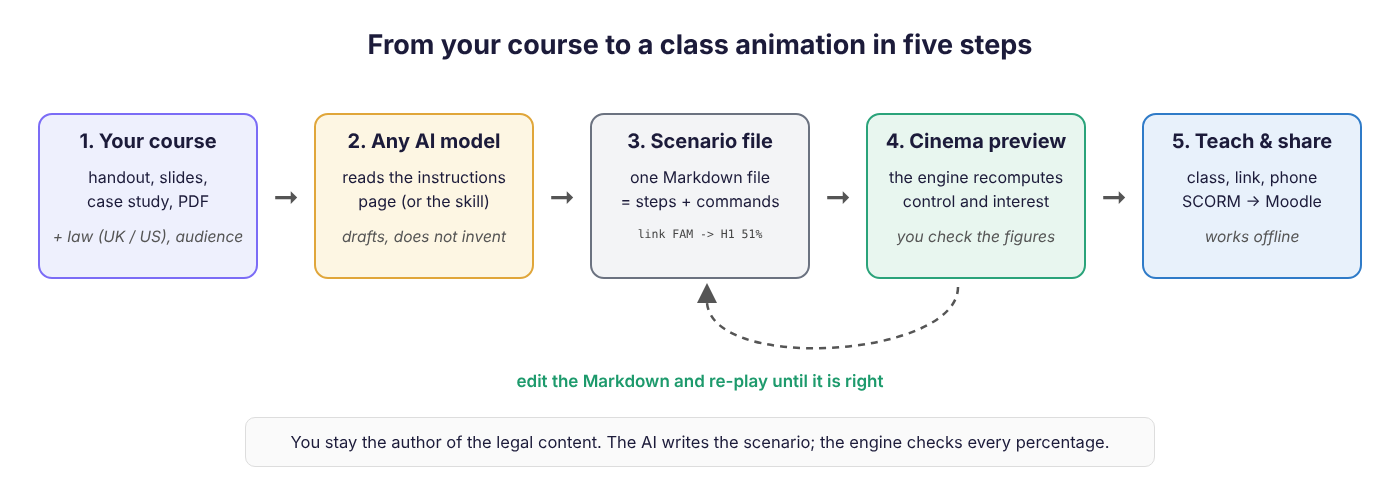 From your course to a class animation in five steps
1. Your course
handout, slides,
case study, PDF
+ law (UK / US), audience
→
2. Any AI model
reads the instructions
page (or the skill)
drafts, does not invent
→
3. Scenario file
one Markdown file
= steps + commands
link FAM -> H1 51%
→
4. Cinema preview
the engine recomputes
control and interest
you check the figures
→
5. Teach & share
class, link, phone
SCORM → Moodle
works offline
edit the Markdown and re-play until it is right
You stay the author of the legal content. The AI writes the scenario; the engine checks every percentage.